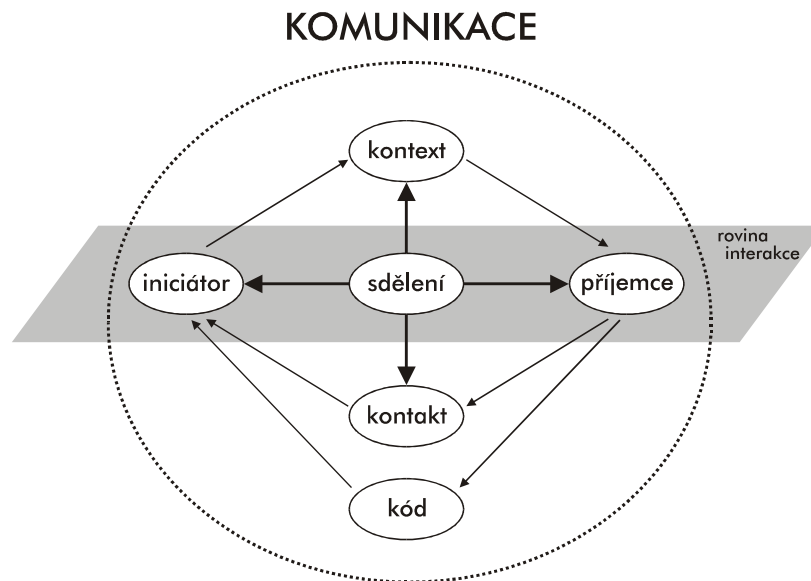 KOMUNIKACE
kontext
rovina
interakce
iniciátor
sdělení
příjemce
kontakt
kód